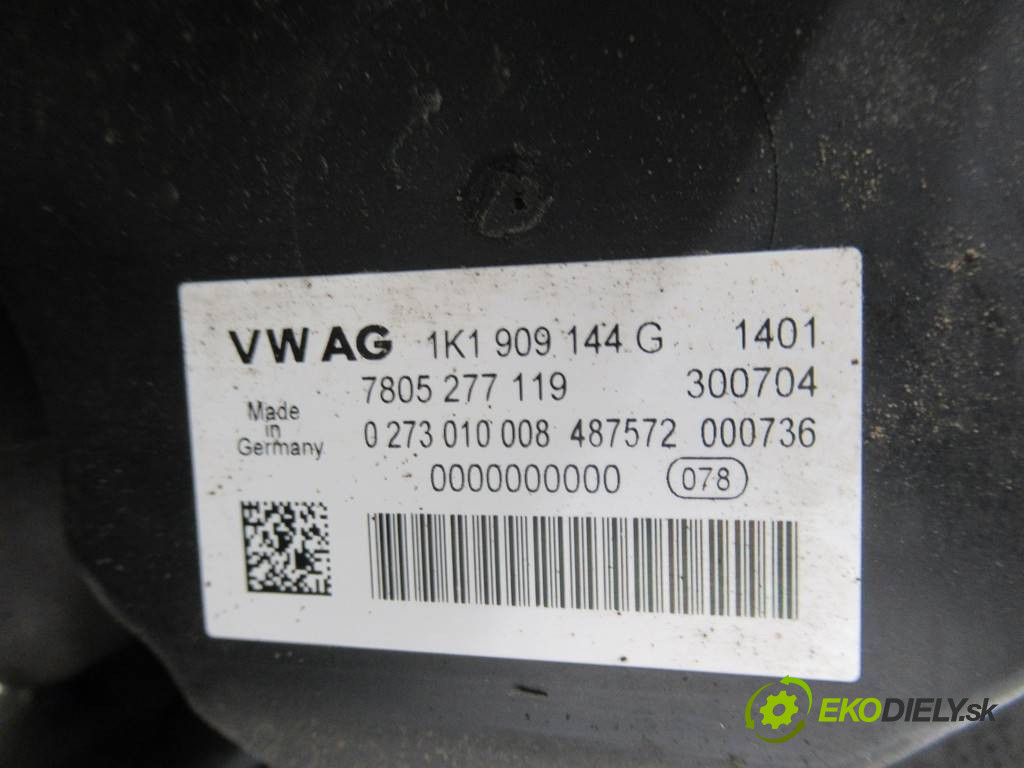 VW AG 1K1 909 144 G 1401
7805 277 119 300704
Made in Germany
0 273 010 008 487572 000736
0000000000 078
EKODIELY.sk